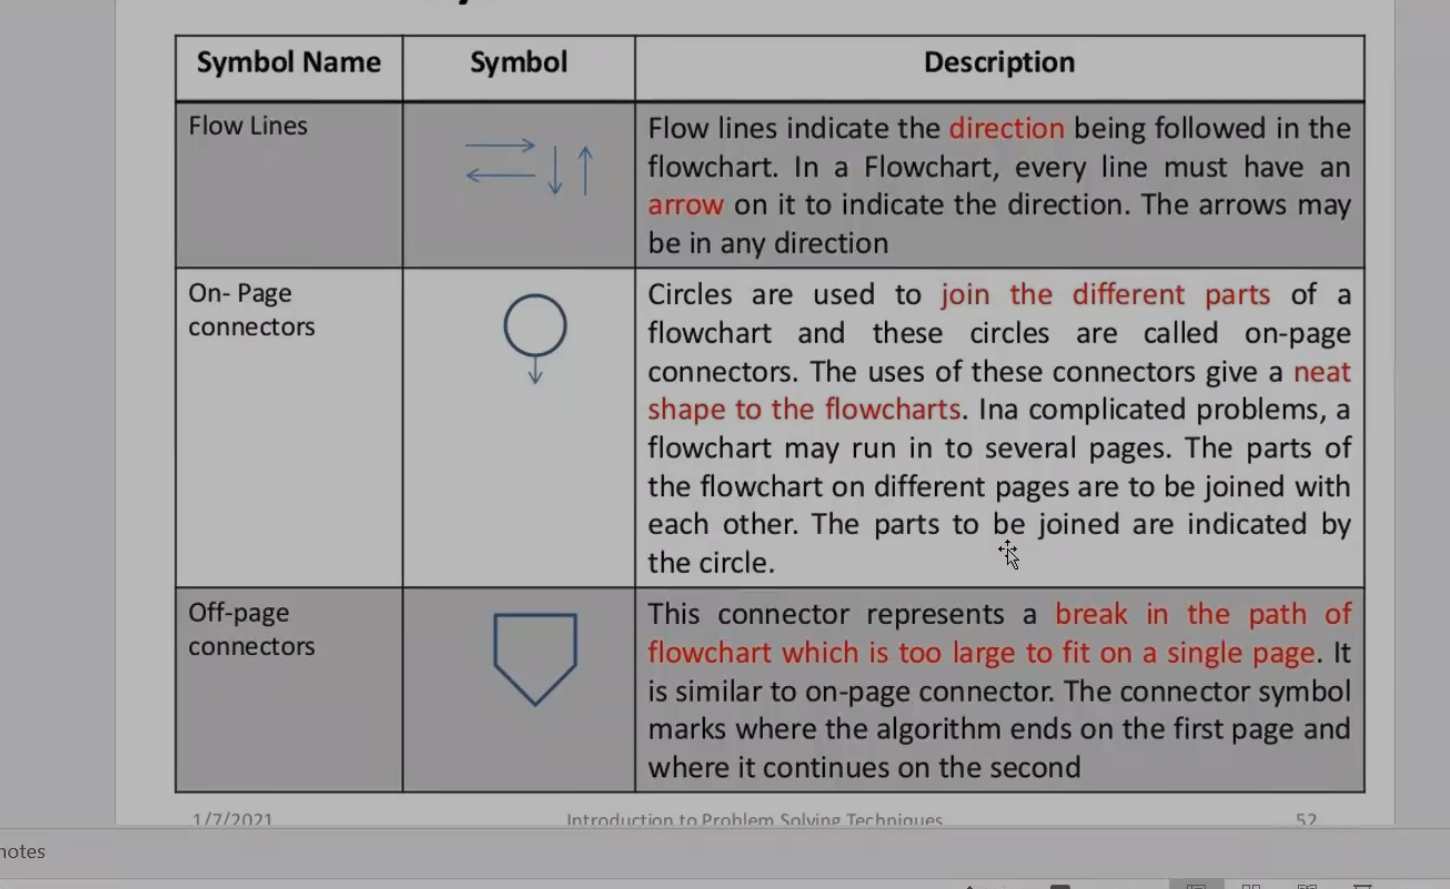 Symbol Name
Symbol
Description
Flow Lines
Flow lines indicate the direction being followed in the
flowchart. In a Flowchart, every line must have an
arrow on it to indicate the direction. The arrows may
be in any direction
On- Page
connectors
Circles are used to join the different parts of a
flowchart and these circles are called on-page
connectors. The uses of these connectors give a neat
shape to the flowcharts. Ina complicated problems, a
flowchart may run in to several pages. The parts of
the flowchart on different pages are to be joined with
each other. The parts to be joined are indicated by
the circle.
Off-page
connectors
This connector represents a break in the path of
flowchart which is too large to fit on a single page. It
is similar to on-page connector. The connector symbol
marks where the algorithm ends on the first page and
where it continues on the second
1/7/2021
Introduction to Problem Solving Techniques
52
notes